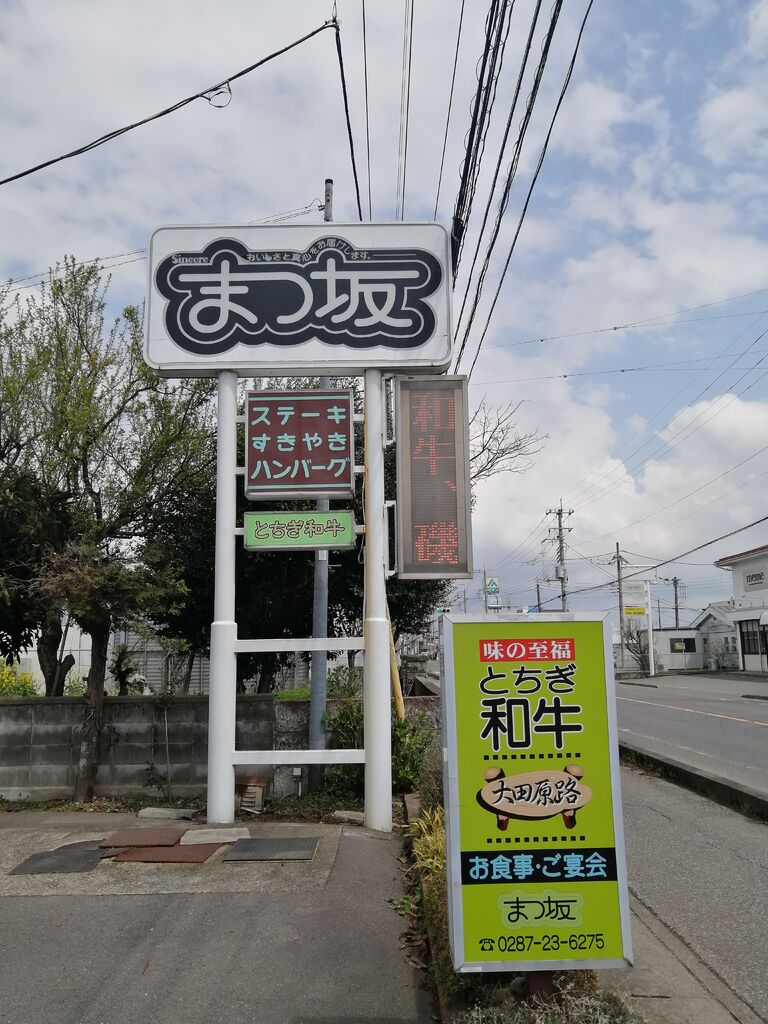 Sincere
おいしさと真心をお届けします。
まつ坂
ステーキ
すきやき
ハンバーグ
とちぎ和牛
和牛、磯
味の至福
とちぎ
和牛
大田原路
お食事・ご宴会
まつ坂
☎0287-23-6275
meme